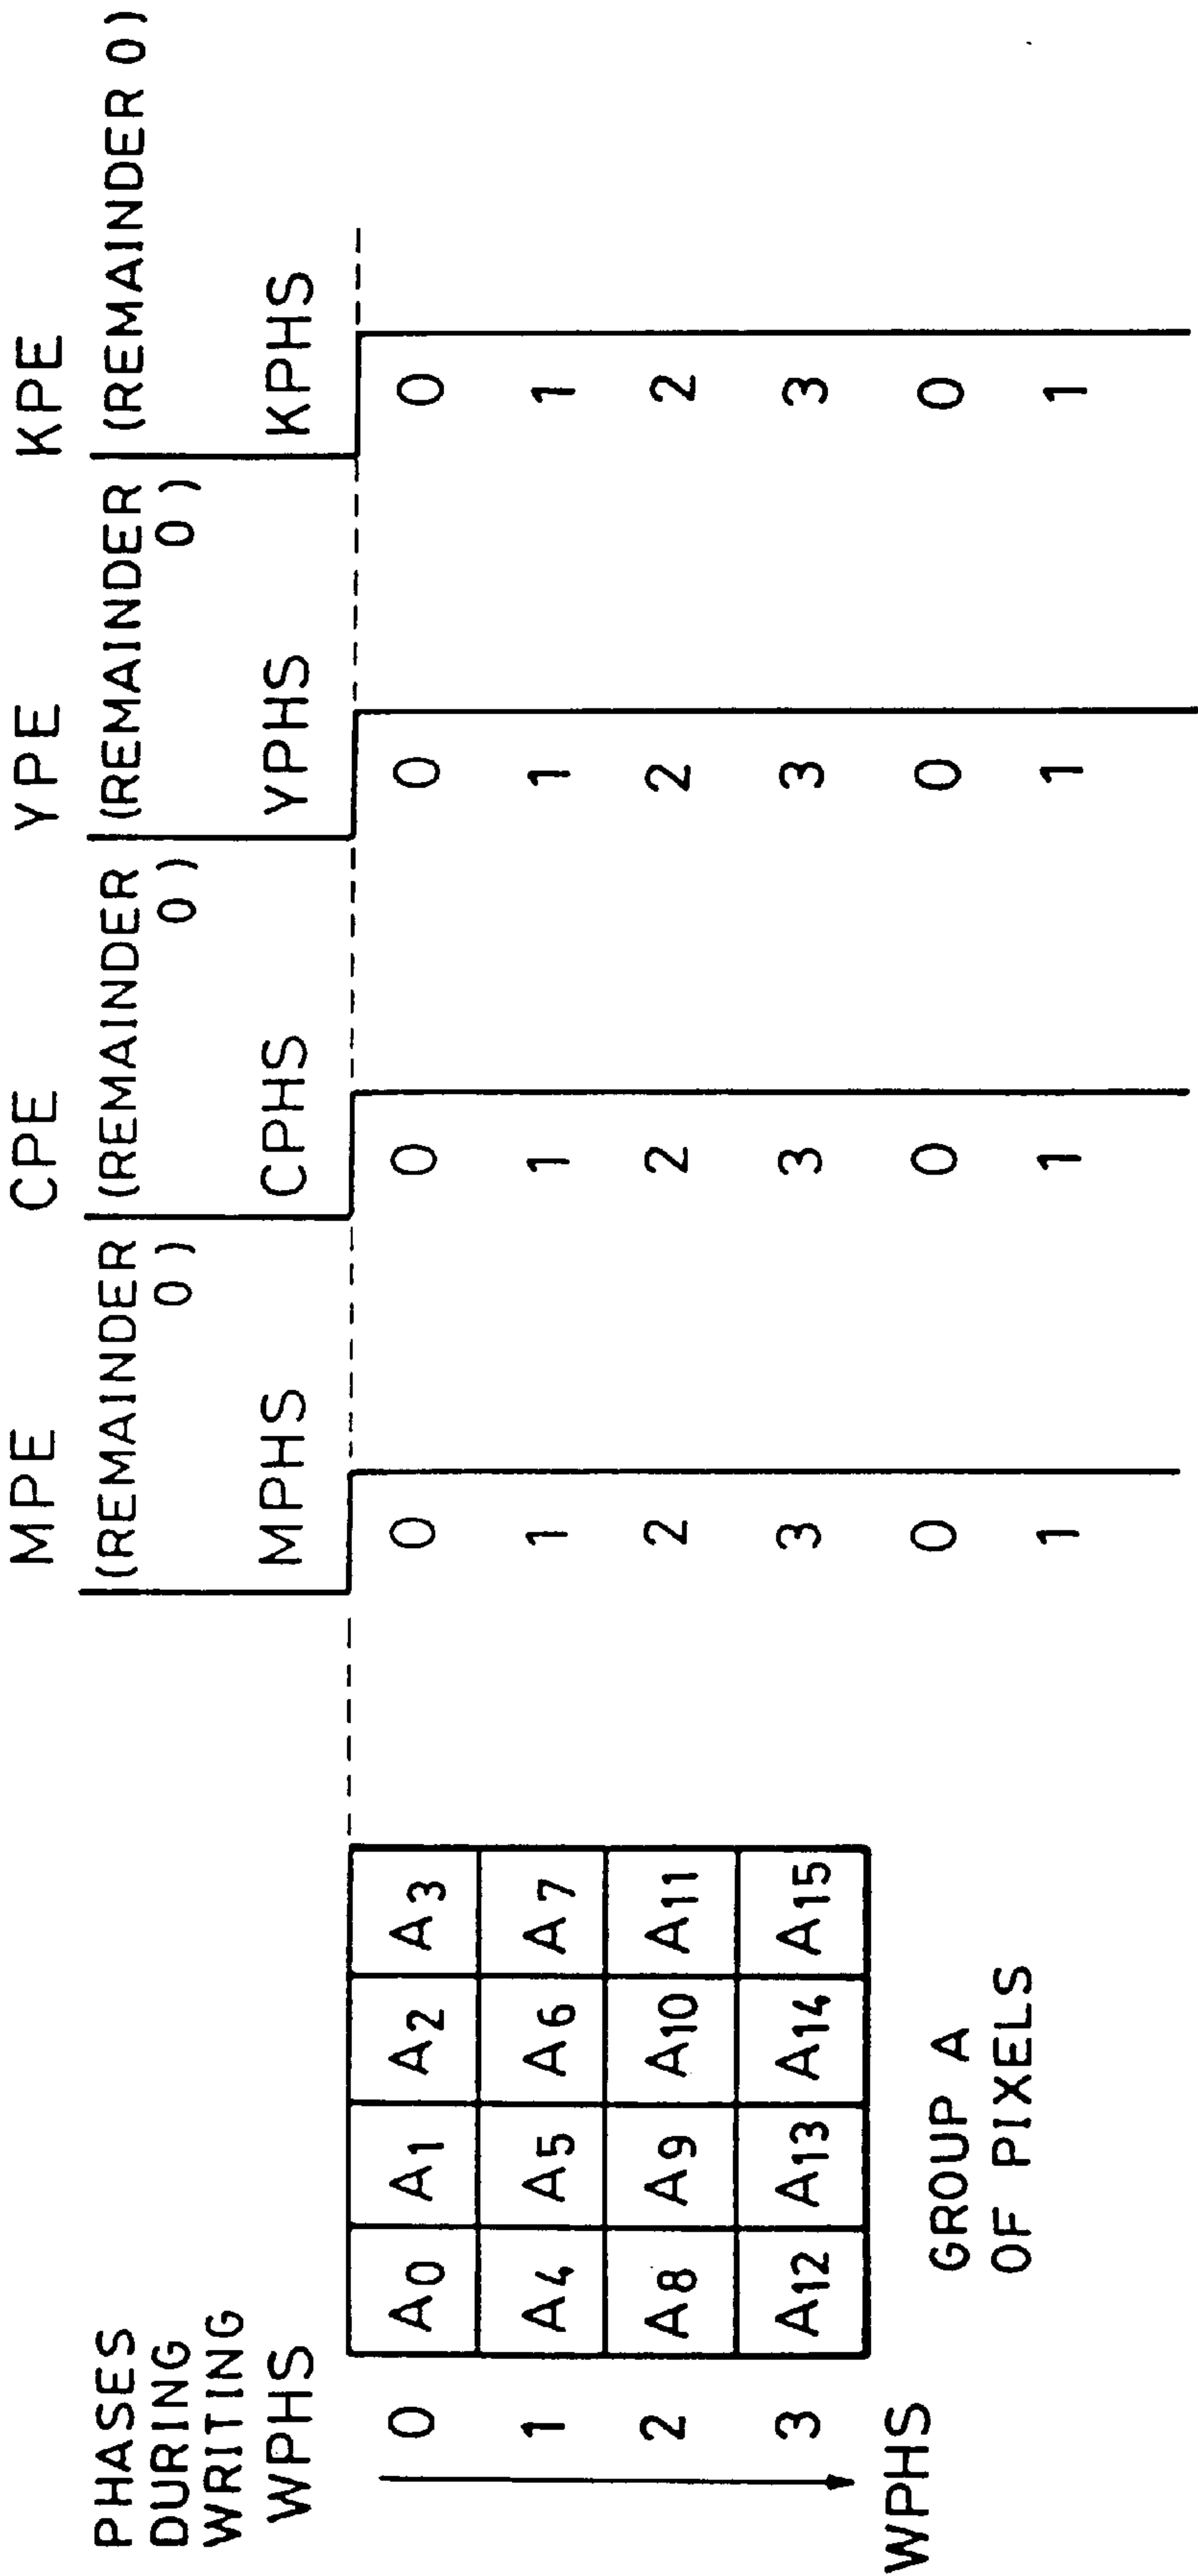 MPE CPE YPE KPE
(REMAINDER (REMAINDER (REMAINDER (REMAINDER 0)
0) 0) 0)
PHASES
DURING
WRITING
WPHS MPHS CPHS YPHS KPHS
0 A0 A1 A2 A3 0 0 0 0
1 A4 A5 A6 A7 1 1 1 1
2 A8 A9 A10 A11 2 2 2 2
3 A12 A13 A14 A15 3 3 3 3
WPHS 0 0 0 0
GROUP A
OF PIXELS
1 1 1 1